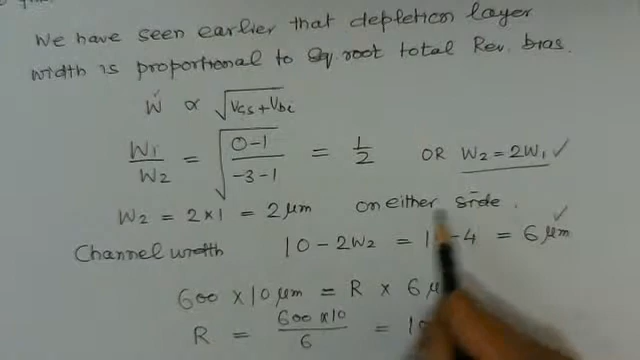 We have seen earlier that depletion layer
width is proportional to Sq. root total Rev. bias.
W ∝ √(VGS + Vbi)
W1/W2 = √((0-1)/(-3-1)) = 1/2 OR W2 = 2W1 ✓
W2 = 2×1 = 2 μm on either side.
Channel width 10 - 2W2 = 1 - 4 = 6 μm
600 × 10 μm = R × 6 μ
R = (600×10)/6 =